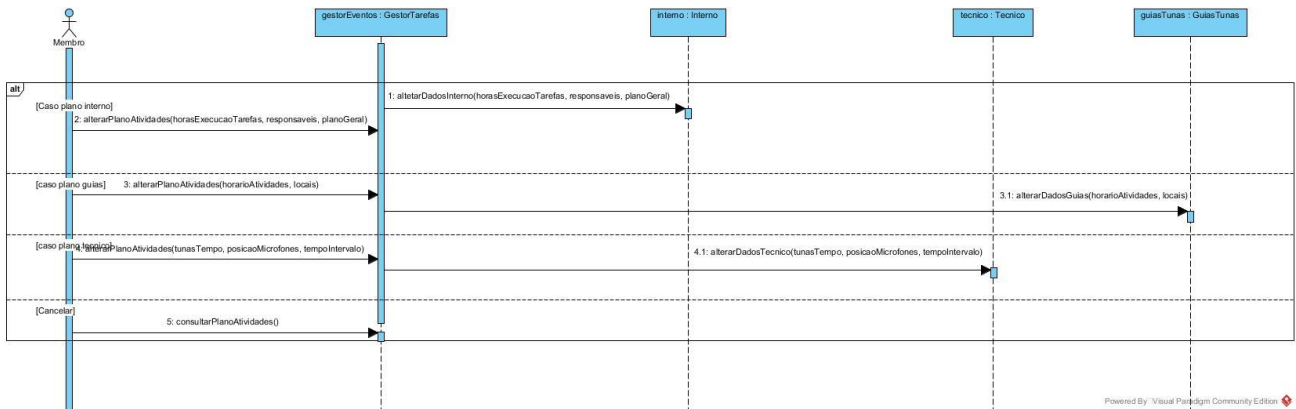 gestorEventos : GestorTarefas
interno : Interno
tecnico : Tecnico
guiasTunas : GuiasTunas
Membro
alt
[Caso plano interno]
1: altetarDadosInterno(horasExecucaoTarefas, responsaveis, planoGeral)
2: alterarPlanoAtividades(horasExecucaoTarefas, responsaveis, planoGeral)
[caso plano guias]
3: alterarPlanoAtividades(horarioAtividades, locais)
3.1: alterarDadosGuias(horarioAtividades, locais)
[caso plano tecnico]
4: alterarPlanoAtividades(tunasTempo, posicaoMicrofones, tempoIntervalo)
4.1: alterarDadosTecnico(tunasTempo, posicaoMicrofones, tempoIntervalo)
[Cancelar]
5: consultarPlanoAtividades()
Powered By Visual Paradigm Community Edition